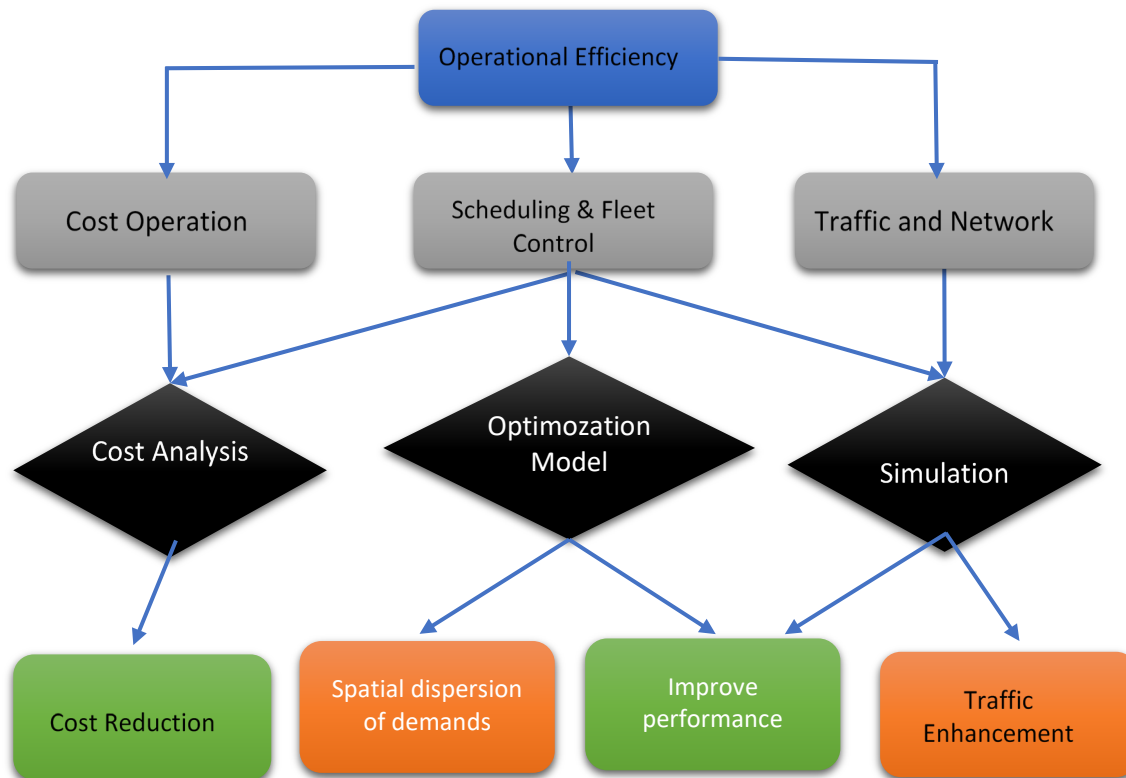 Operational Efficiency
Cost Operation
Scheduling & Fleet
Control
Traffic and Network
Cost Analysis
Optimozation
Model
Simulation
Cost Reduction
Spatial dispersion
of demands
Improve
performance
Traffic
Enhancement